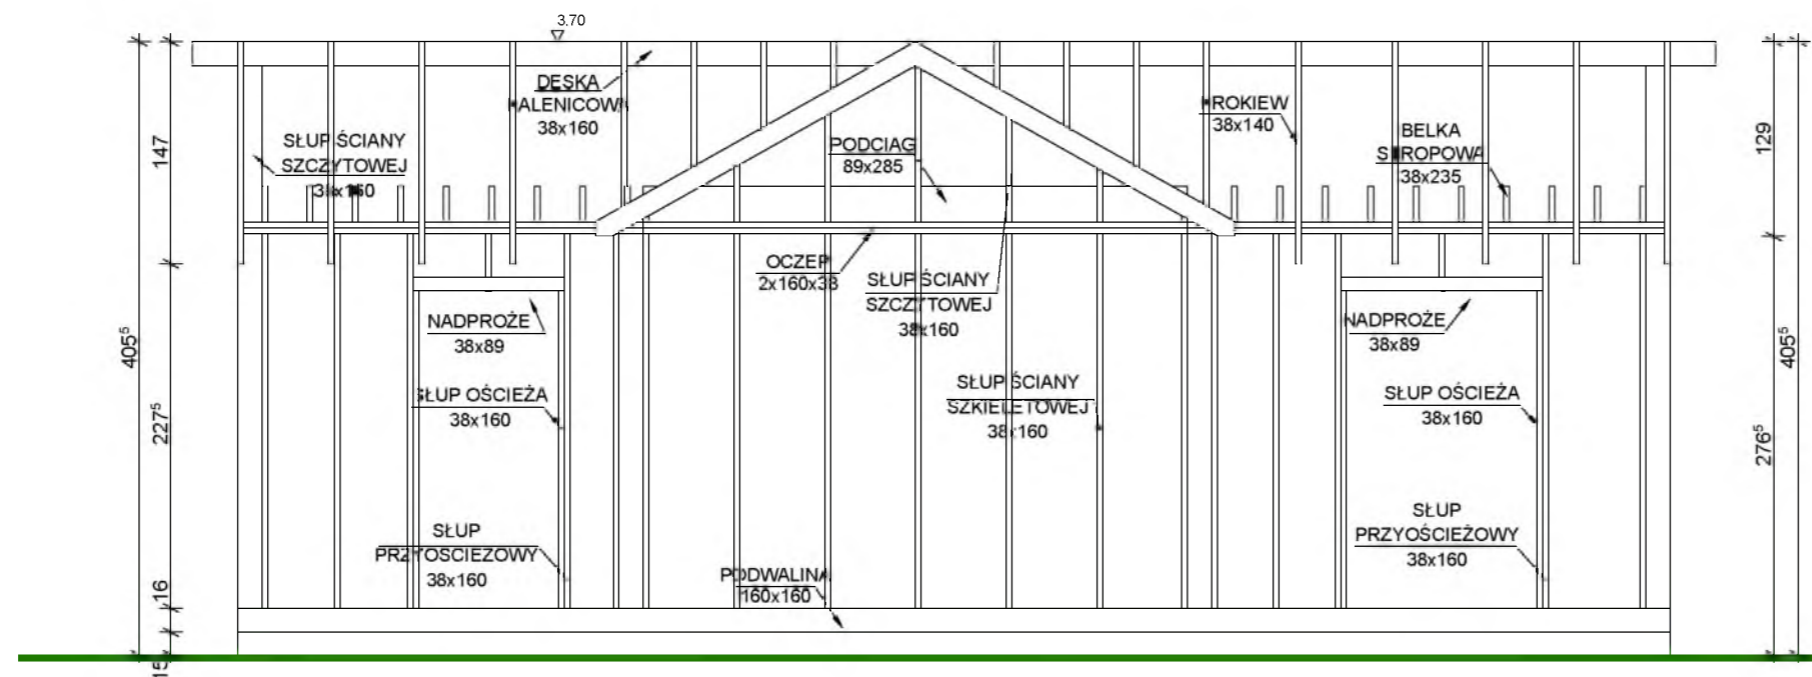 3.70
DESKA
KALENICOWA
38x160
SŁUP ŚCIANY
SZCZYTOWEJ
38x160
PODCIĄG
89x285
KROKIEW
38x140
BELKA
STROPOWA
38x235
147
129
OCZEP
2x160x38
SŁUP ŚCIANY
SZCZYTOWEJ
38x160
NADPROŻE
38x89
NADPROŻE
38x89
405⁵
405⁵
SŁUP OŚCIEŻA
38x160
SŁUP ŚCIANY
SZKIELETOWEJ
38x160
SŁUP OŚCIEŻA
38x160
227⁵
276⁵
SŁUP
PRZYOŚCIEŻOWY
38x160
SŁUP
PRZYOŚCIEŻOWY
38x160
PODWALINA
160x160
16
15